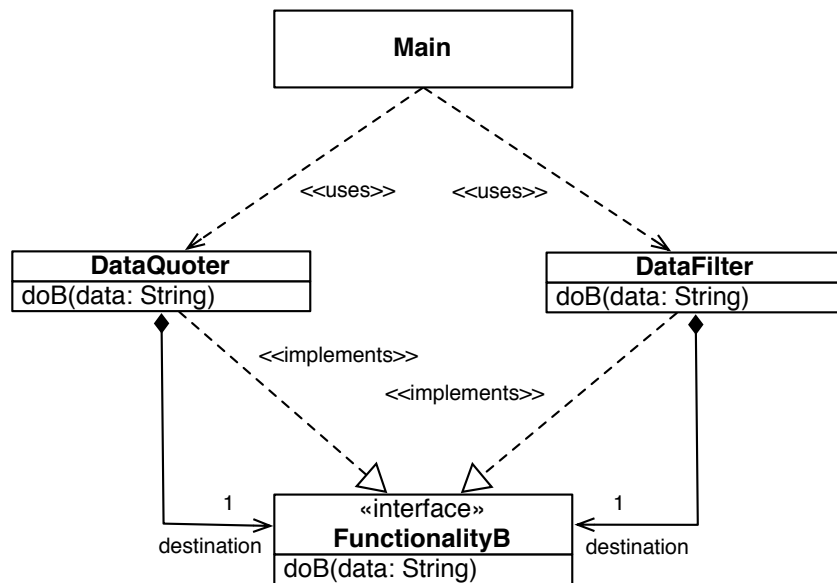 Main
<<uses>>
<<uses>>
DataQuoter
doB(data: String)
DataFilter
doB(data: String)
<<implements>>
<<implements>>
1
destination
«interface»
FunctionalityB
doB(data: String)
1
destination